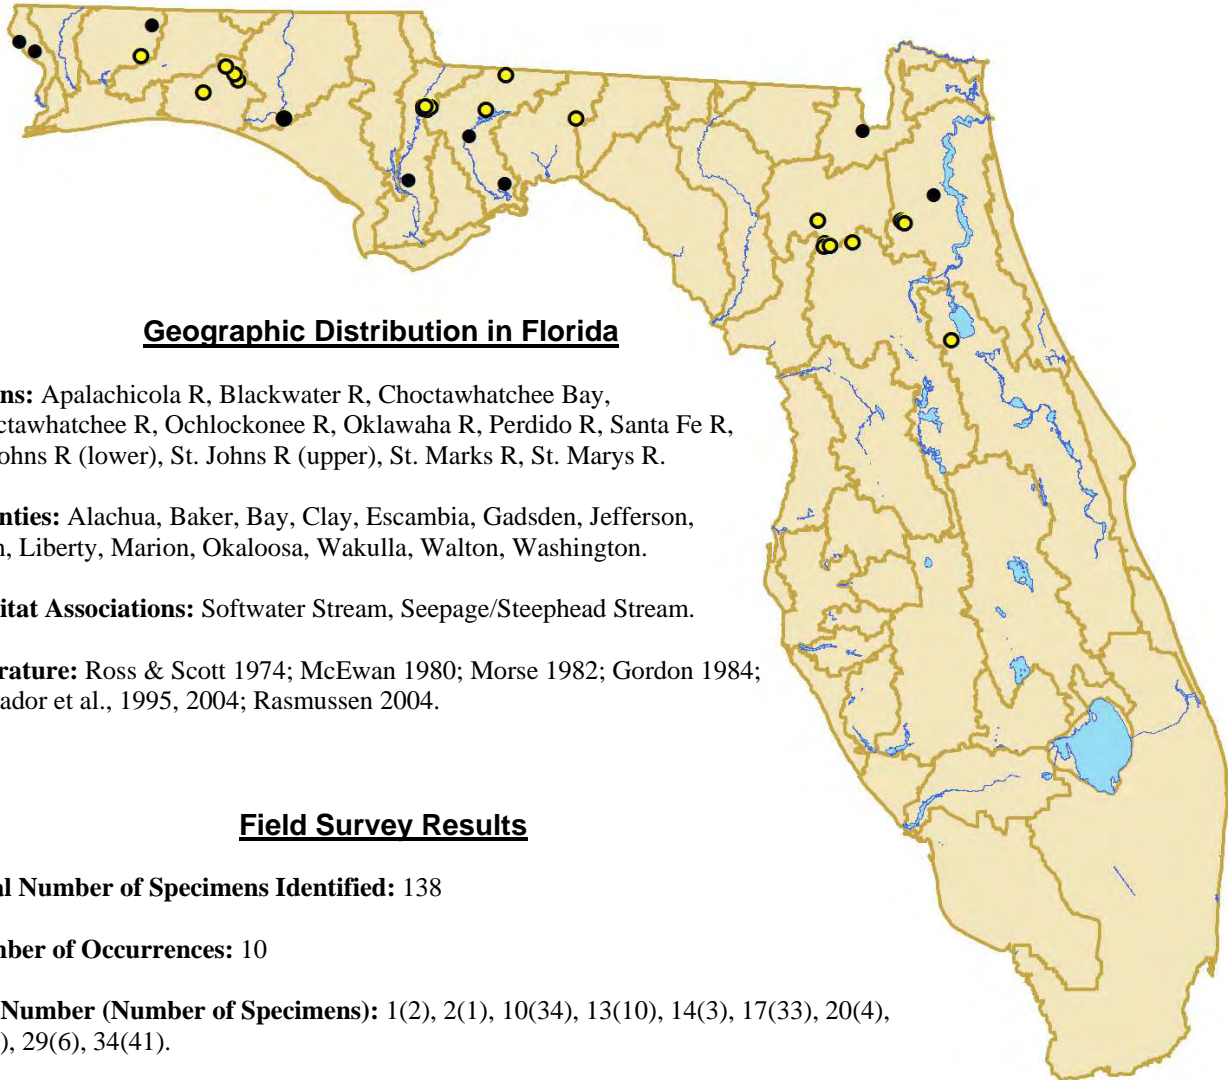 Geographic Distribution in Florida
ns: Apalachicola R, Blackwater R, Choctawhatchee Bay,
ctawhatchee R, Ochlockonee R, Oklawaha R, Perdido R, Santa Fe R,
ohns R (lower), St. Johns R (upper), St. Marks R, St. Marys R.
nties: Alachua, Baker, Bay, Clay, Escambia, Gadsden, Jefferson,
n, Liberty, Marion, Okaloosa, Wakulla, Walton, Washington.
itat Associations: Softwater Stream, Seepage/Steephead Stream.
rature: Ross & Scott 1974; McEwan 1980; Morse 1982; Gordon 1984;
ador et al., 1995, 2004; Rasmussen 2004.
Field Survey Results
al Number of Specimens Identified: 138
nber of Occurrences: 10
Number (Number of Specimens): 1(2), 2(1), 10(34), 13(10), 14(3), 17(33), 20(4),
), 29(6), 34(41).